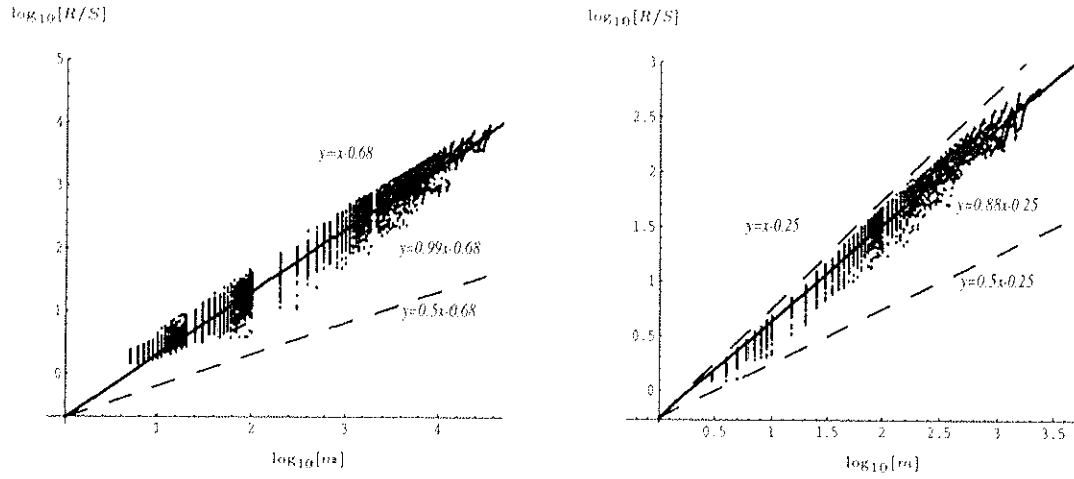 log₁₀[R/S]
5
4
3
2
1
0
1
2
3
4
y=x-0.68
y=0.99x-0.68
y=0.5x-0.68
log₁₀[m]
log₁₀[R/S]
3
2.5
2
1.5
1
0.5
0
0.5
1
1.5
2
2.5
3
3.5
y=x-0.25
y=0.88x-0.25
y=0.5x-0.25
log₁₀[m]